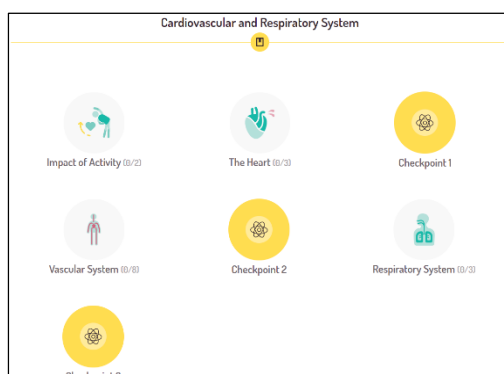 Cardiovascular and Respiratory System
Impact of Activity (0/2)
The Heart (0/3)
Checkpoint 1
Vascular System (0/8)
Checkpoint 2
Respiratory System (0/3)